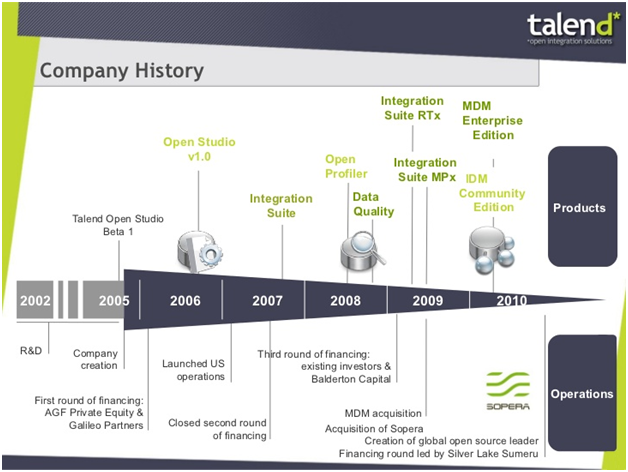 talend*
*open integration solutions
Company History
Integration
Suite RTx
MDM
Enterprise
Edition
Open Studio
v1.0
Open
Profiler
Integration
Suite MPx
IDM
Community
Edition
Integration
Suite
Data
Quality
Products
Talend Open Studio
Beta 1
2002
2005
2006
2007
2008
2009
2010
R&D
Company
creation
Launched US
operations
Third round of financing:
existing investors &
Balderton Capital
First round of financing:
AGF Private Equity &
Galileo Partners
Closed second round
of financing
MDM acquisition
Acquisition of Sopera
Creation of global open source leader
Financing round led by Silver Lake Sumeru
SOPERA
Operations